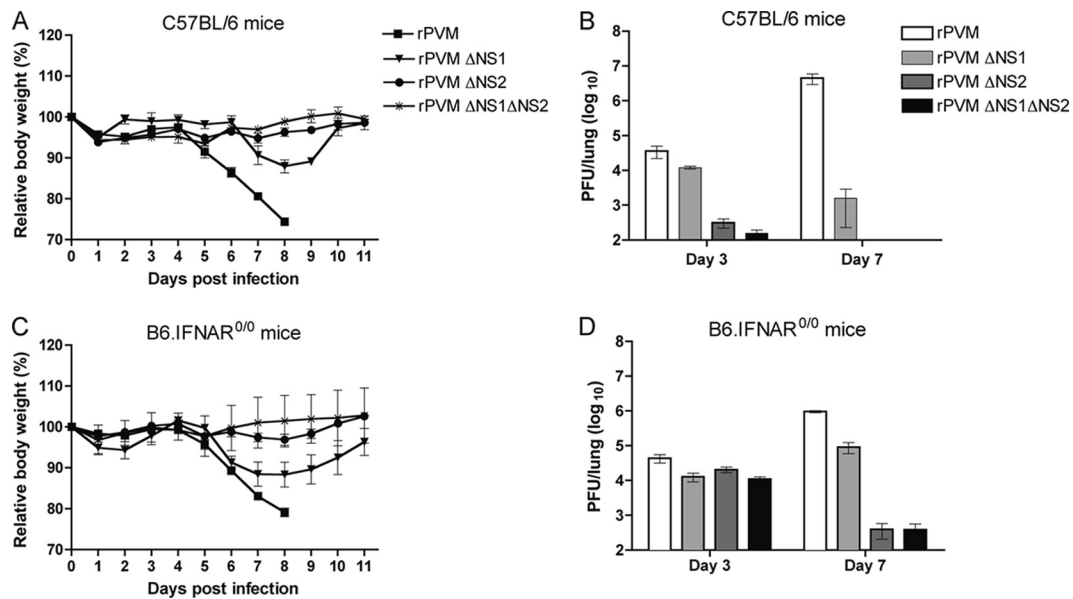 A
C57BL/6 mice
Relative body weight (%)
120
110
100
90
80
70
0 1 2 3 4 5 6 7 8 9 10 11
Days post infection
rPVM
rPVM ΔNS1
rPVM ΔNS2
rPVM ΔNS1ΔNS2
B
C57BL/6 mice
PFU/lung (log 10)
8
7
6
5
4
3
2
Day 3 Day 7
rPVM
rPVM ΔNS1
rPVM ΔNS2
rPVM ΔNS1ΔNS2
C
B6.IFNAR0/0 mice
Relative body weight (%)
120
110
100
90
80
70
0 1 2 3 4 5 6 7 8 9 10 11
Days post infection
D
B6.IFNAR0/0 mice
PFU/lung (log 10)
8
7
6
5
4
3
2
Day 3 Day 7